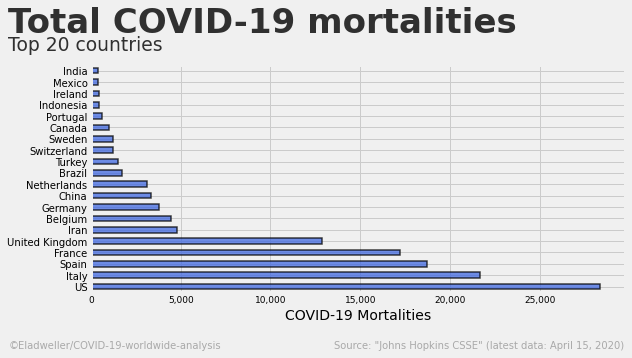 Total COVID-19 mortalities
Top 20 countries
India
Mexico
Ireland
Indonesia
Portugal
Canada
Sweden
Switzerland
Turkey
Brazil
Netherlands
China
Germany
Belgium
Iran
United Kingdom
France
Spain
Italy
US
0 5,000 10,000 15,000 20,000 25,000
COVID-19 Mortalities
©Eladweller/COVID-19-worldwide-analysis Source: "Johns Hopkins CSSE" (latest data: April 15, 2020)